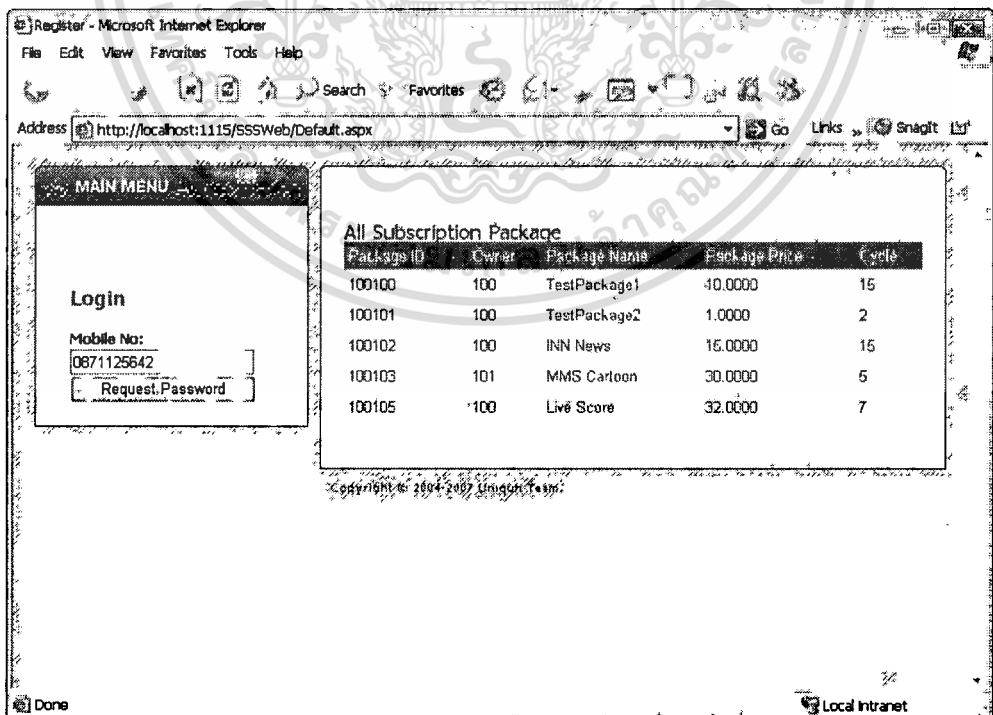 Register - Microsoft Internet Explorer
File Edit View Favorites Tools Help
Search Favorites
Address http://localhost:1115/SSSWeb/Default.aspx Go Links » SnagIt
MAIN MENU
Login
Mobile No:
0871125642
Request Password
All Subscription Package
Package ID Owner Package Name Package Price Cycle
100100 100 TestPackage1 40.0000 15
100101 100 TestPackage2 1.0000 2
100102 100 INN News 15.0000 15
100103 101 MMS Cartoon 30.0000 5
100105 100 Live Score 32.0000 7
Copyright © 2004-2007 Team.
Done Local intranet